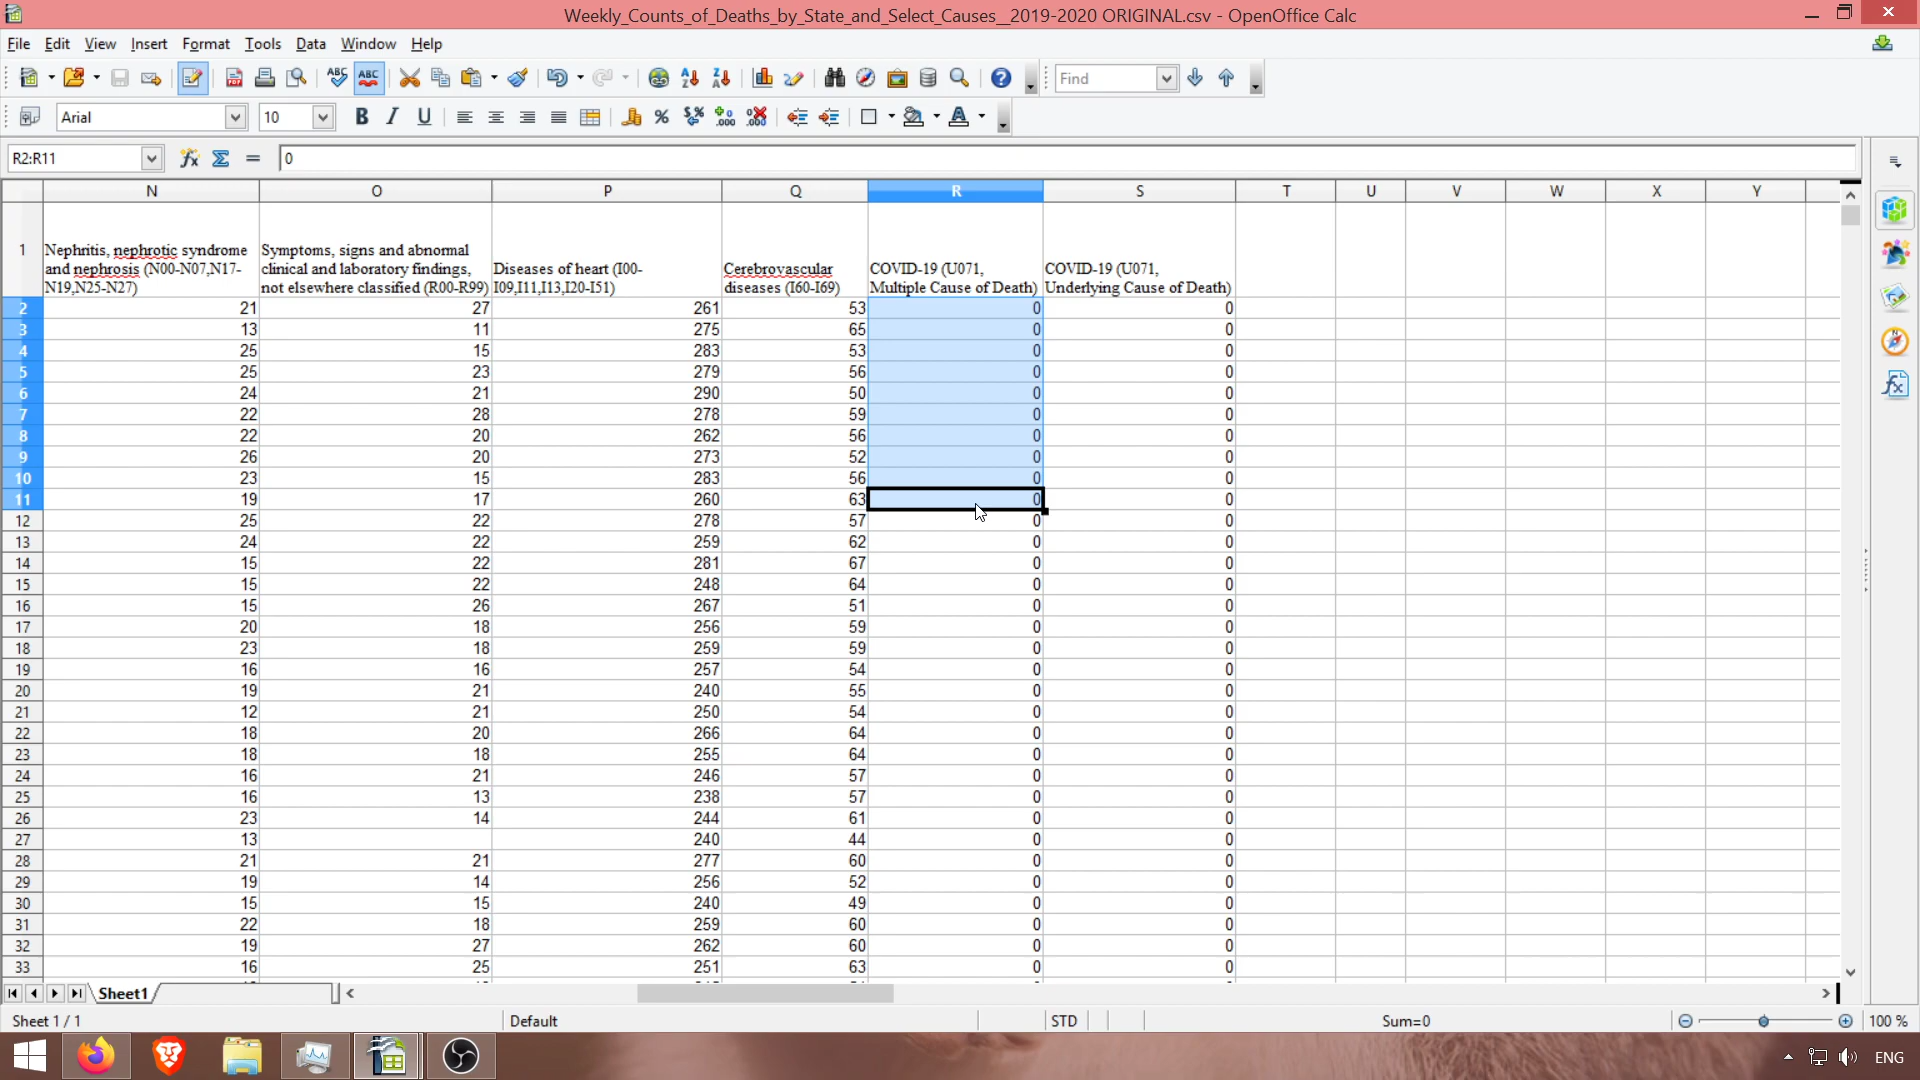 Weekly_Counts_of_Deaths_by_State_and_Select_Causes__2019-2020 ORIGINAL.csv - OpenOffice Calc
File Edit View Insert Format Tools Data Window Help
Find
Arial 10
R2:R11 0
N O P Q R S T U V W X Y
1 Nephritis, nephrotic syndrome and nephrosis (N00-N07,N17-N19,N25-N27) Symptoms, signs and abnormal clinical and laboratory findings, not elsewhere classified (R00-R99) Diseases of heart (I00-I09,I11,I13,I20-I51) Cerebrovascular diseases (I60-I69) COVID-19 (U071, Multiple Cause of Death) COVID-19 (U071, Underlying Cause of Death)
2 21 27 261 53 0 0
3 13 11 275 65 0 0
4 25 15 283 53 0 0
5 25 23 279 56 0 0
6 24 21 290 50 0 0
7 22 28 278 59 0 0
8 22 20 262 56 0 0
9 26 20 273 52 0 0
10 23 15 283 56 0 0
11 19 17 260 63 0 0
12 25 22 278 57 0 0
13 24 22 259 62 0 0
14 15 22 281 67 0 0
15 15 22 248 64 0 0
16 15 26 267 51 0 0
17 20 18 256 59 0 0
18 23 18 259 59 0 0
19 16 16 257 54 0 0
20 19 21 240 55 0 0
21 12 21 250 54 0 0
22 18 20 266 64 0 0
23 18 18 255 64 0 0
24 16 21 246 57 0 0
25 16 13 238 57 0 0
26 23 14 244 61 0 0
27 13 240 44 0 0
28 21 21 277 60 0 0
29 19 14 256 52 0 0
30 15 15 240 49 0 0
31 22 18 259 60 0 0
32 19 27 262 60 0 0
33 16 25 251 63 0 0
Sheet1
Sheet 1 / 1 Default STD Sum=0 100 %
ENG